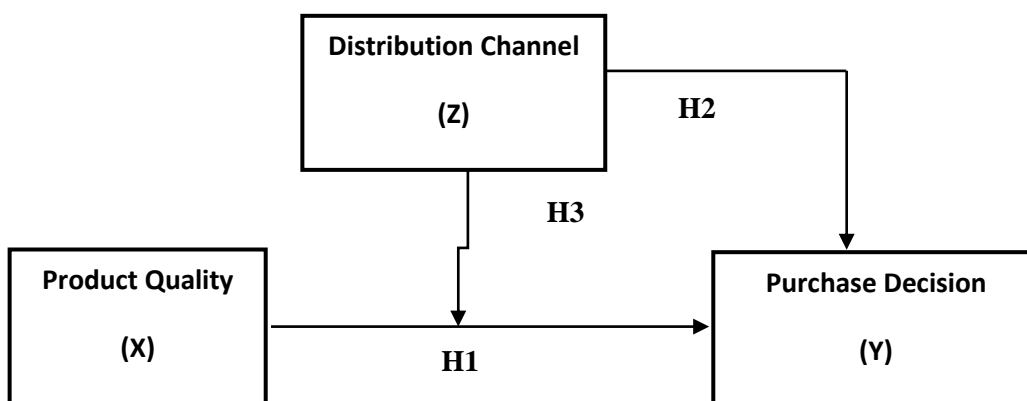 Distribution Channel
(Z)
H2
H3
Product Quality
(X)
H1
Purchase Decision
(Y)